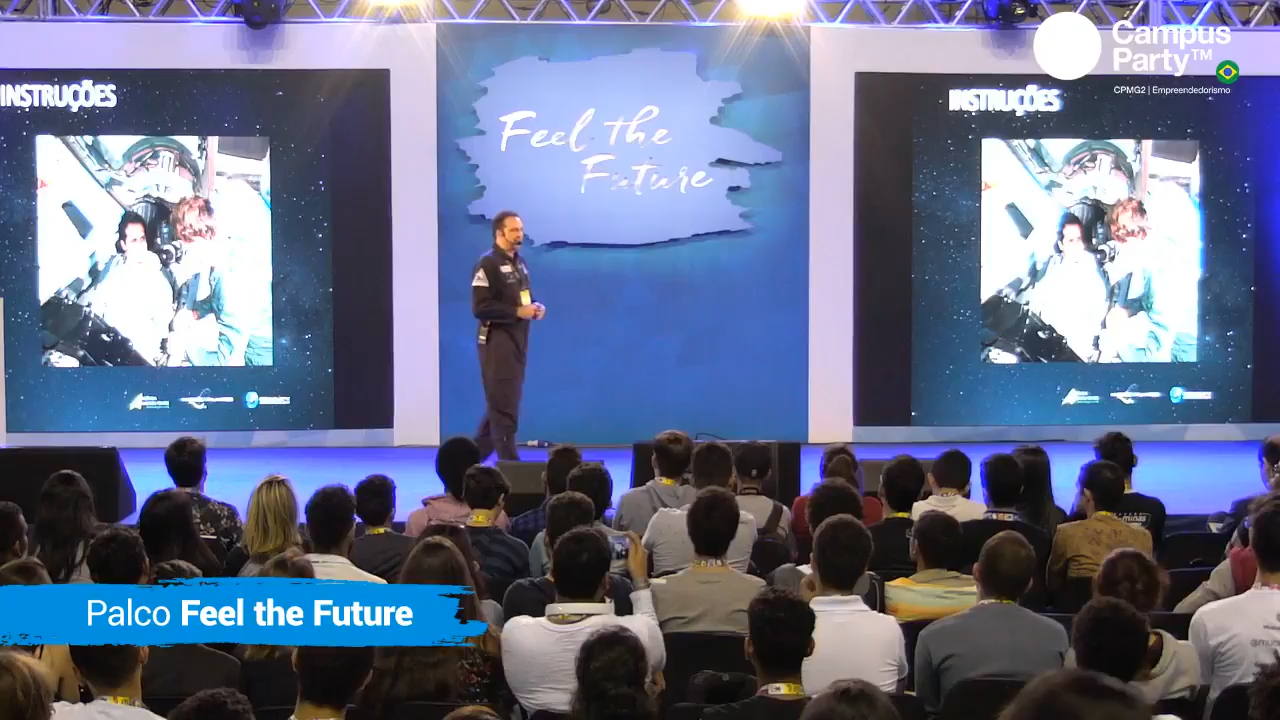 INSTRUÇÕES
Feel the
Future
INSTRUÇÕES
Campus
Party™
CPMG2 | Empreendedorismo
Palco Feel the Future